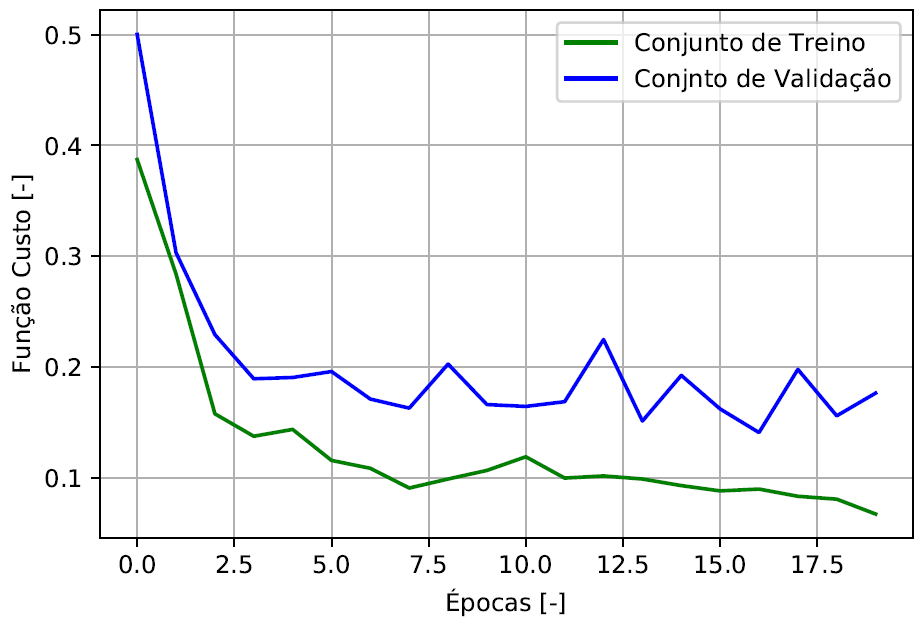 Conjunto de Treino
Conjnto de Validação
Função Custo [-]
0.5
0.4
0.3
0.2
0.1
0.0 2.5 5.0 7.5 10.0 12.5 15.0 17.5
Épocas [-]